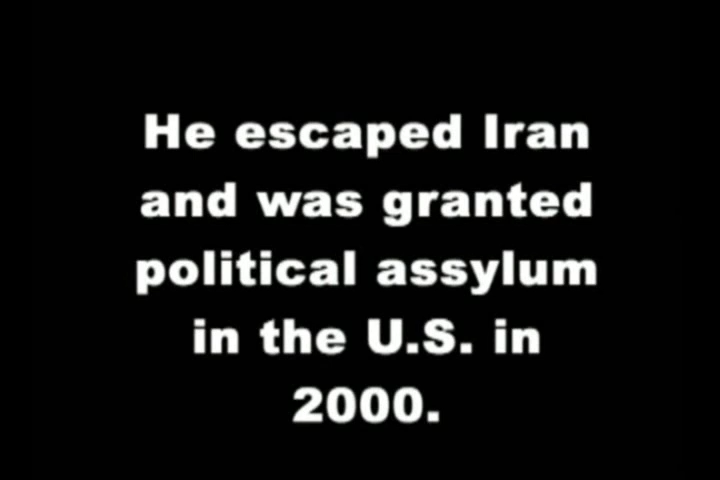 He escaped Iran
and was granted
political assylum
in the U.S. in
2000.